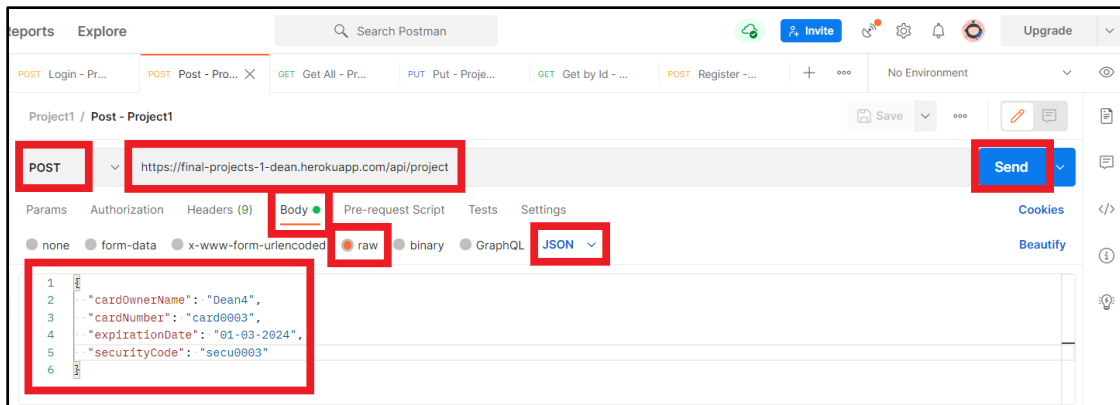 Reports Explore Search Postman Invite Upgrade
POST Login - Pr... POST Post - Pro... GET Get All - Pr... PUT Put - Proje... GET Get by Id - ... POST Register -... No Environment
Project1 / Post - Project1 Save
POST https://final-projects-1-dean.herokuapp.com/api/project Send
Params Authorization Headers (9) Body Pre-request Script Tests Settings Cookies
none form-data x-www-form-urlencoded raw binary GraphQL JSON Beautify
1 {
2 "cardOwnerName": "Dean4",
3 "cardNumber": "card0003",
4 "expirationDate": "01-03-2024",
5 "securityCode": "secu0003"
6 }